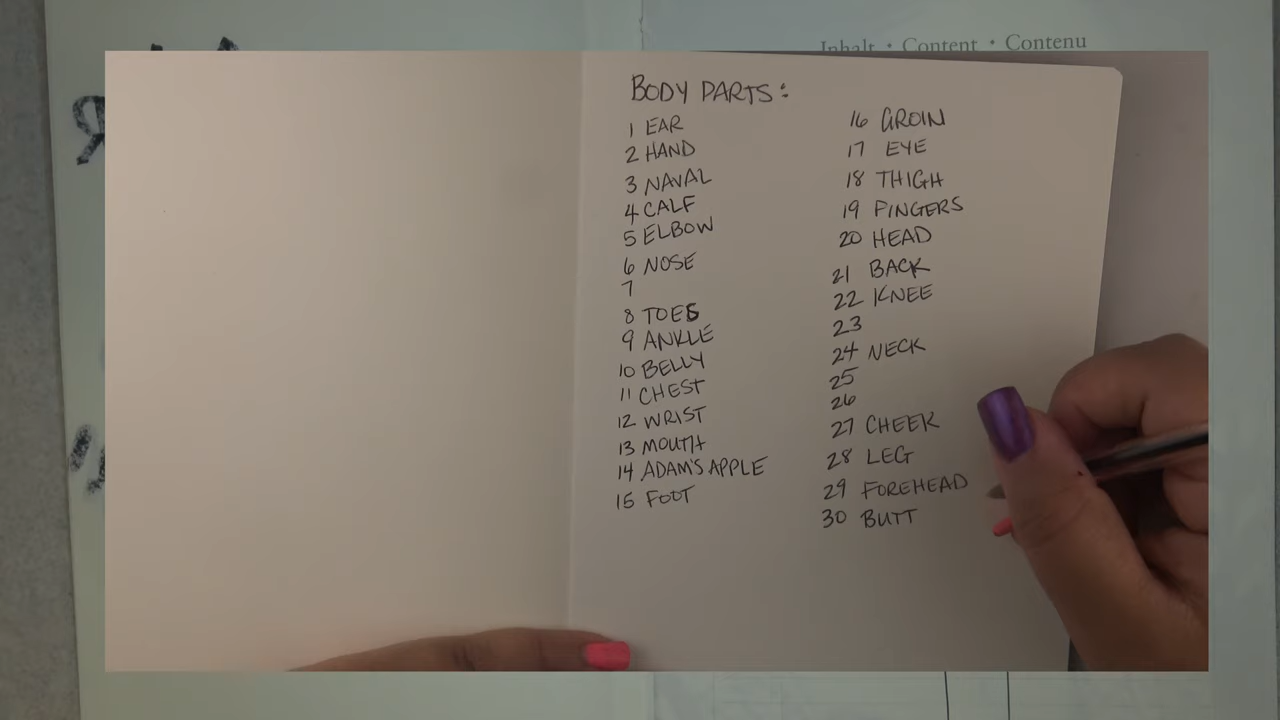 Inhalt • Content • Contenu
BODY PARTS:
1 EAR
2 HAND
3 NAVAL
4 CALF
5 ELBOW
6 NOSE
7
8 TOES
9 ANKLE
10 BELLY
11 CHEST
12 WRIST
13 MOUTH
14 ADAM'S APPLE
15 FOOT
16 GROIN
17 EYE
18 THIGH
19 FINGERS
20 HEAD
21 BACK
22 KNEE
23
24 NECK
25
26
27 CHEEK
28 LEG
29 FOREHEAD
30 BUTT